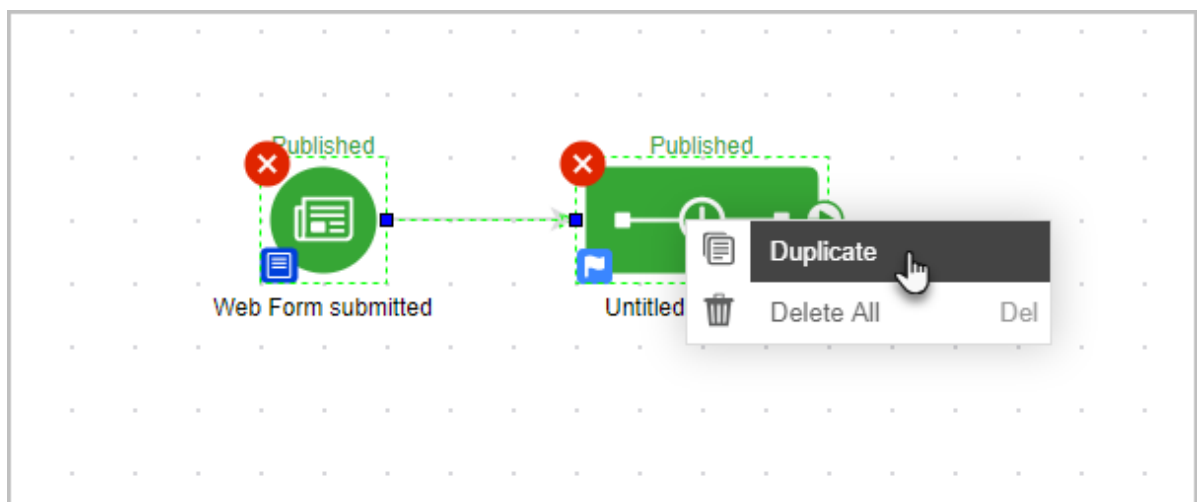 Published
Published
Duplicate
Web Form submitted
Untitled
Delete All Del